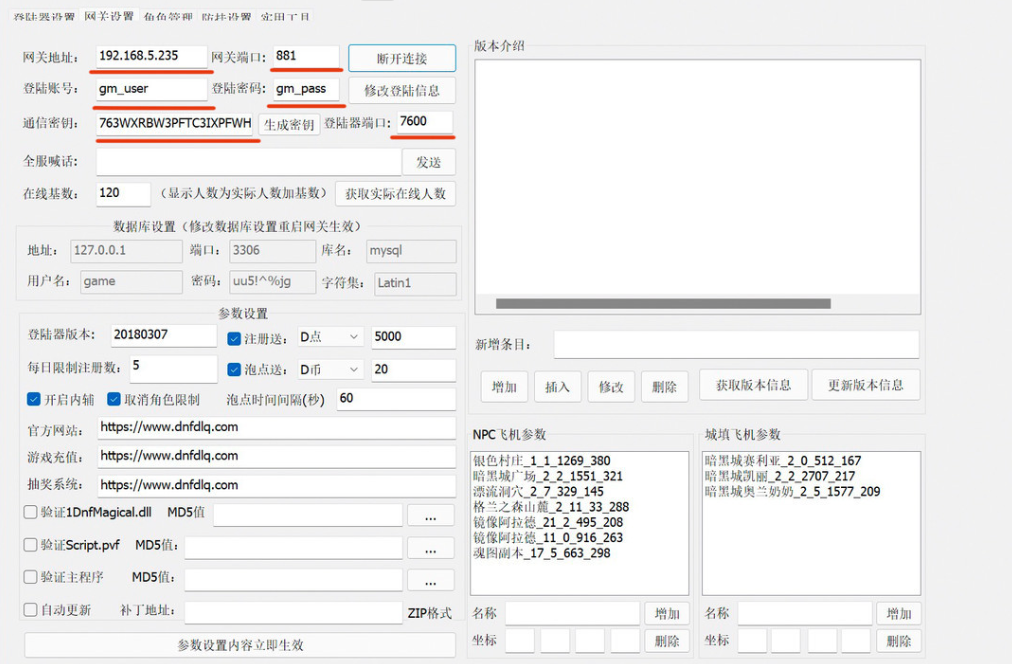 登陆器设置 网关设置 角色管理 防挂设置 实用工具
网关地址： 192.168.5.235 网关端口： 881 断开连接
登陆账号： gm_user 登陆密码： gm_pass 修改登陆信息
通信密钥： 763WXRBW3PFTC3IXPFWH 生成密钥 登陆器端口： 7600
全服喊话： 发送
在线基数： 120 （显示人数为实际人数加基数） 获取实际在线人数
数据库设置（修改数据库设置重启网关生效）
地址： 127.0.0.1 端口： 3306 库名： mysql
用户名： game 密码： uu5!^%jg 字符集： Latin1
参数设置
登陆器版本： 20180307 注册送： D点 5000
每日限制注册数： 5 泡点送： D币 20
开启内辅 取消角色限制 泡点时间间隔(秒) 60
官方网站： https://www.dnfdlq.com
游戏充值： https://www.dnfdlq.com
抽奖系统： https://www.dnfdlq.com
验证1DnfMagical.dll MD5值 ...
验证Script.pvf MD5值： ...
验证主程序 MD5值： ...
自动更新 补丁地址： ZIP格式
参数设置内容立即生效
版本介绍
新增条目：
增加 插入 修改 删除 获取版本信息 更新版本信息
NPC飞机参数
银色村庄_1_1_1269_380
暗黑城广场_2_2_1551_321
漂流洞穴_2_7_329_145
格兰之森山麓_2_11_33_288
镜像阿拉德_21_2_495_208
镜像阿拉德_11_0_916_263
魂图副本_17_5_663_298
名称 增加
坐标 删除
城填飞机参数
暗黑城赛利亚_2_0_512_167
暗黑城凯丽_2_2_2707_217
暗黑城奥兰奶奶_2_5_1577_209
名称 增加
坐标 删除